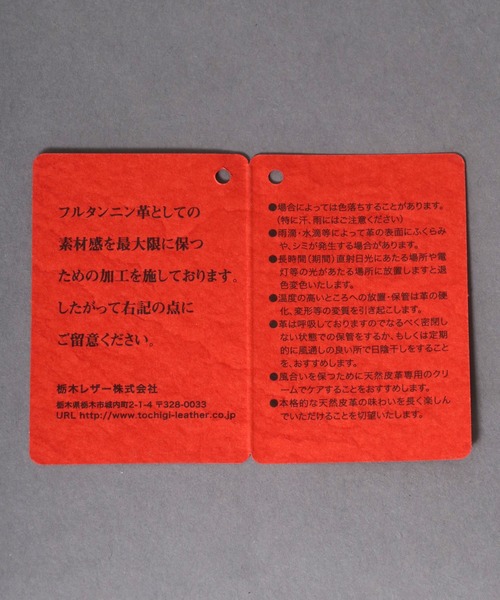 フルタンニン革としての
素材感を最大限に保つ
ための加工を施しております。
したがって右記の点に
ご留意ください。
栃木レザー株式会社
栃木県栃木市城内町2-1-4 〒328-0033
URL http://www.tochigi-leather.co.jp
●場合によっては色落ちすることがあります。
(特に汗、雨にはご注意ください)
●雨滴・水滴等によって革の表面にふくらみ
や、シミが発生する場合があります。
●長時間(期間)直射日光にあたる場所や電
灯等の光があたる場所に放置しますと退
色変色いたします。
●温度の高いところへの放置・保管は革の硬
化、変形等の変質を引き起こします。
●革は呼吸しておりますのでなるべく密閉し
ない状態での保管をするか、もしくは定期
的に風通しの良い所で日陰干しをすること
を、おすすめします。
●風合いを保つために天然皮革専用のクリ
ームでケアすることをおすすめします。
●本格的な天然皮革の味わいを長く楽しん
でいただけることを切望いたします。